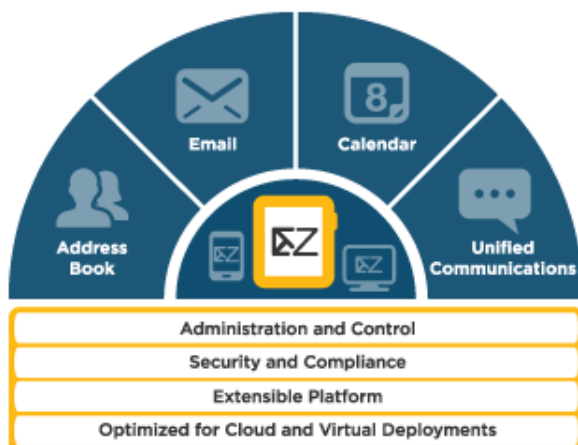 Email
8
Calendar
Address
Book
Unified
Communications
Administration and Control
Security and Compliance
Extensible Platform
Optimized for Cloud and Virtual Deployments